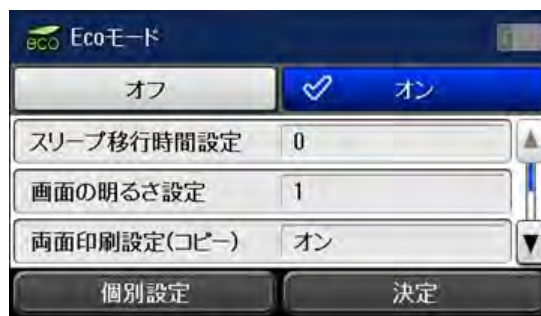 eco Ecoモード
オフ オン
スリープ移行時間設定 0
画面の明るさ設定 1
両面印刷設定(コピー) オン
個別設定 決定